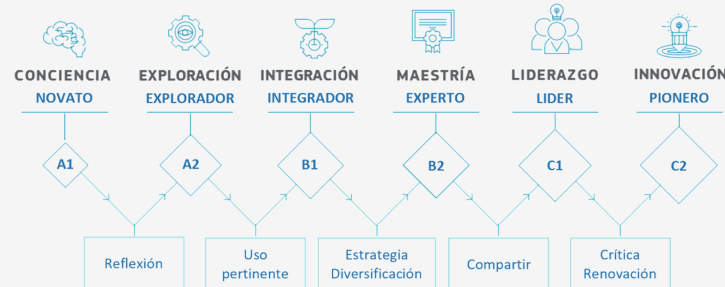 CONCIENCIA
NOVATO
EXPLORACIÓN
EXPLORADOR
INTEGRACIÓN
INTEGRADOR
MAESTRÍA
EXPERTO
LIDERAZGO
LIDER
INNOVACIÓN
PIONERO
A1
A2
B1
B2
C1
C2
Reflexión
Uso
pertinente
Estrategia
Diversificación
Compartir
Crítica
Renovación